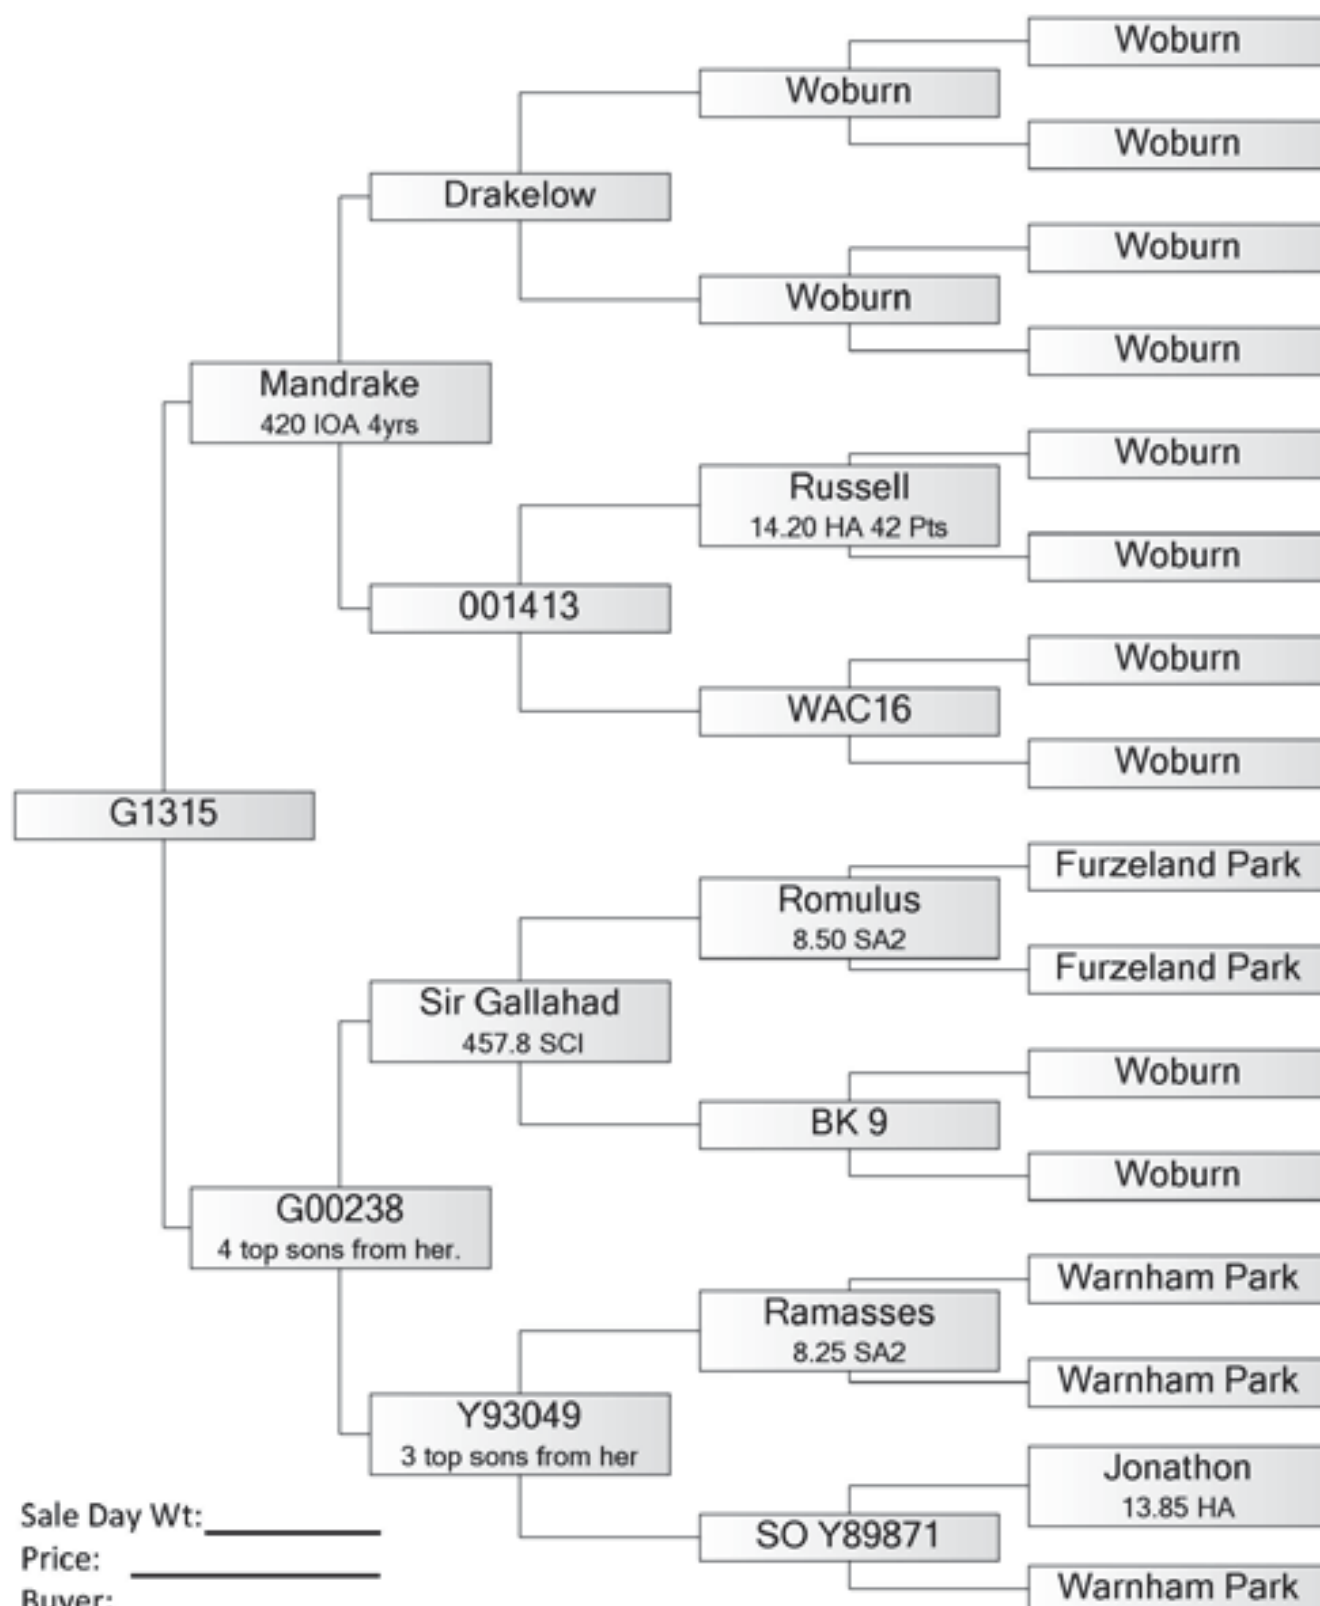 Woburn
Woburn
Woburn
Drakelow
Woburn
Woburn
Woburn
Mandrake
420 IOA 4yrs
Woburn
Russell
14.20 HA 42 Pts
Woburn
001413
Woburn
WAC16
Woburn
G1315
Furzeland Park
Romulus
8.50 SA2
Furzeland Park
Sir Gallahad
457.8 SCI
Woburn
BK 9
Woburn
G00238
4 top sons from her.
Warnham Park
Ramasses
8.25 SA2
Warnham Park
Y93049
3 top sons from her
Jonathon
13.85 HA
SO Y89871
Warnham Park
Sale Day Wt:
Price:
Buyer: